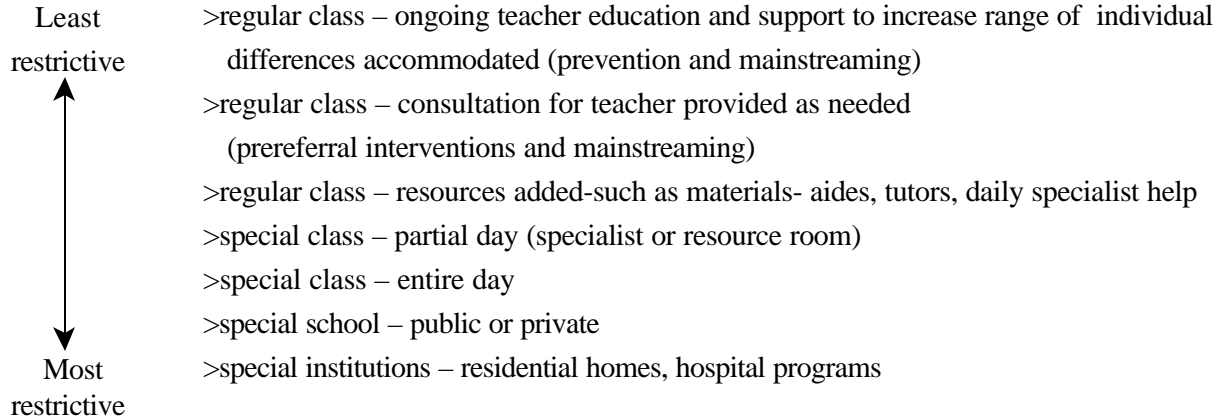 Least
restrictive
>regular class – ongoing teacher education and support to increase range of individual
differences accommodated (prevention and mainstreaming)
>regular class – consultation for teacher provided as needed
(prereferral interventions and mainstreaming)
>regular class – resources added-such as materials- aides, tutors, daily specialist help
>special class – partial day (specialist or resource room)
>special class – entire day
>special school – public or private
>special institutions – residential homes, hospital programs
Most
restrictive